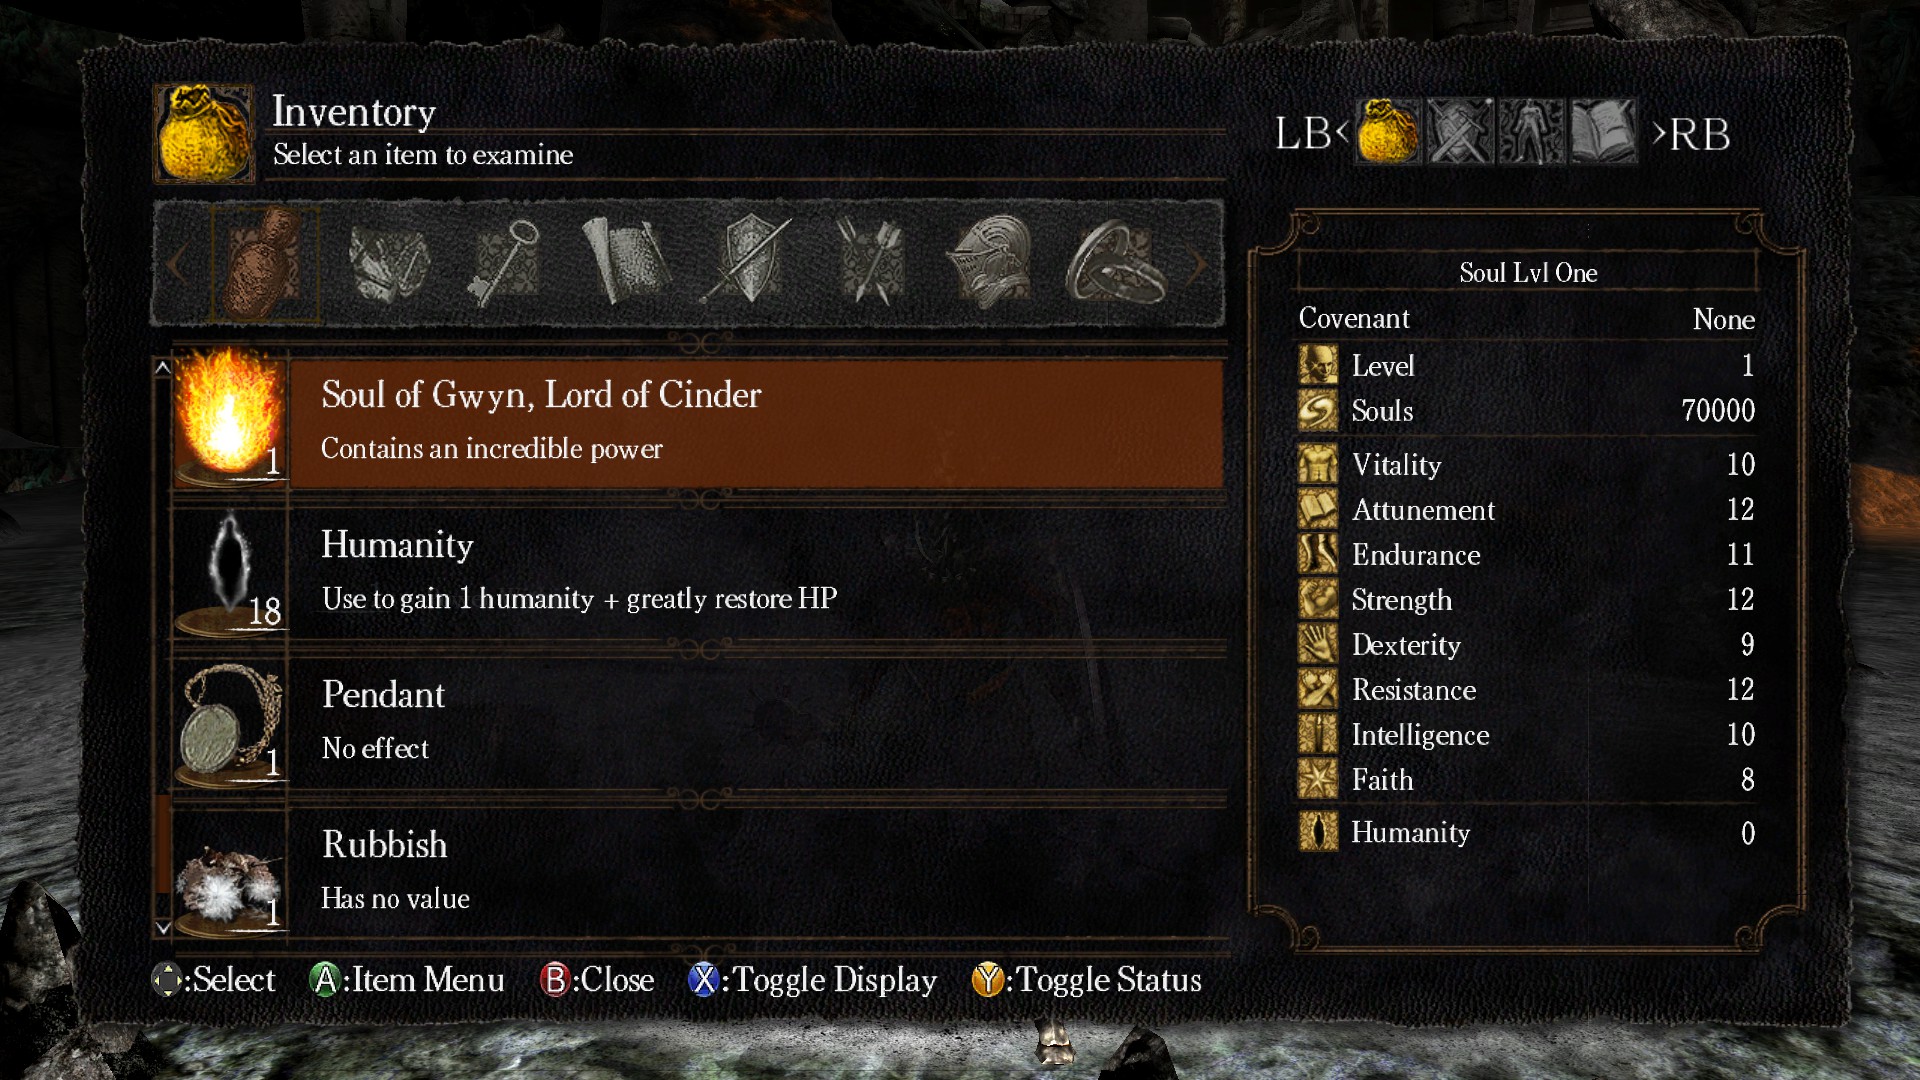 Inventory
Select an item to examine
LB< >RB
Soul of Gwyn, Lord of Cinder
Contains an incredible power
1
Humanity
Use to gain 1 humanity + greatly restore HP
18
Pendant
No effect
1
Rubbish
Has no value
1
Soul Lvl One
Covenant None
Level 1
Souls 70000
Vitality 10
Attunement 12
Endurance 11
Strength 12
Dexterity 9
Resistance 12
Intelligence 10
Faith 8
Humanity 0
:Select A:Item Menu B:Close X:Toggle Display Y:Toggle Status